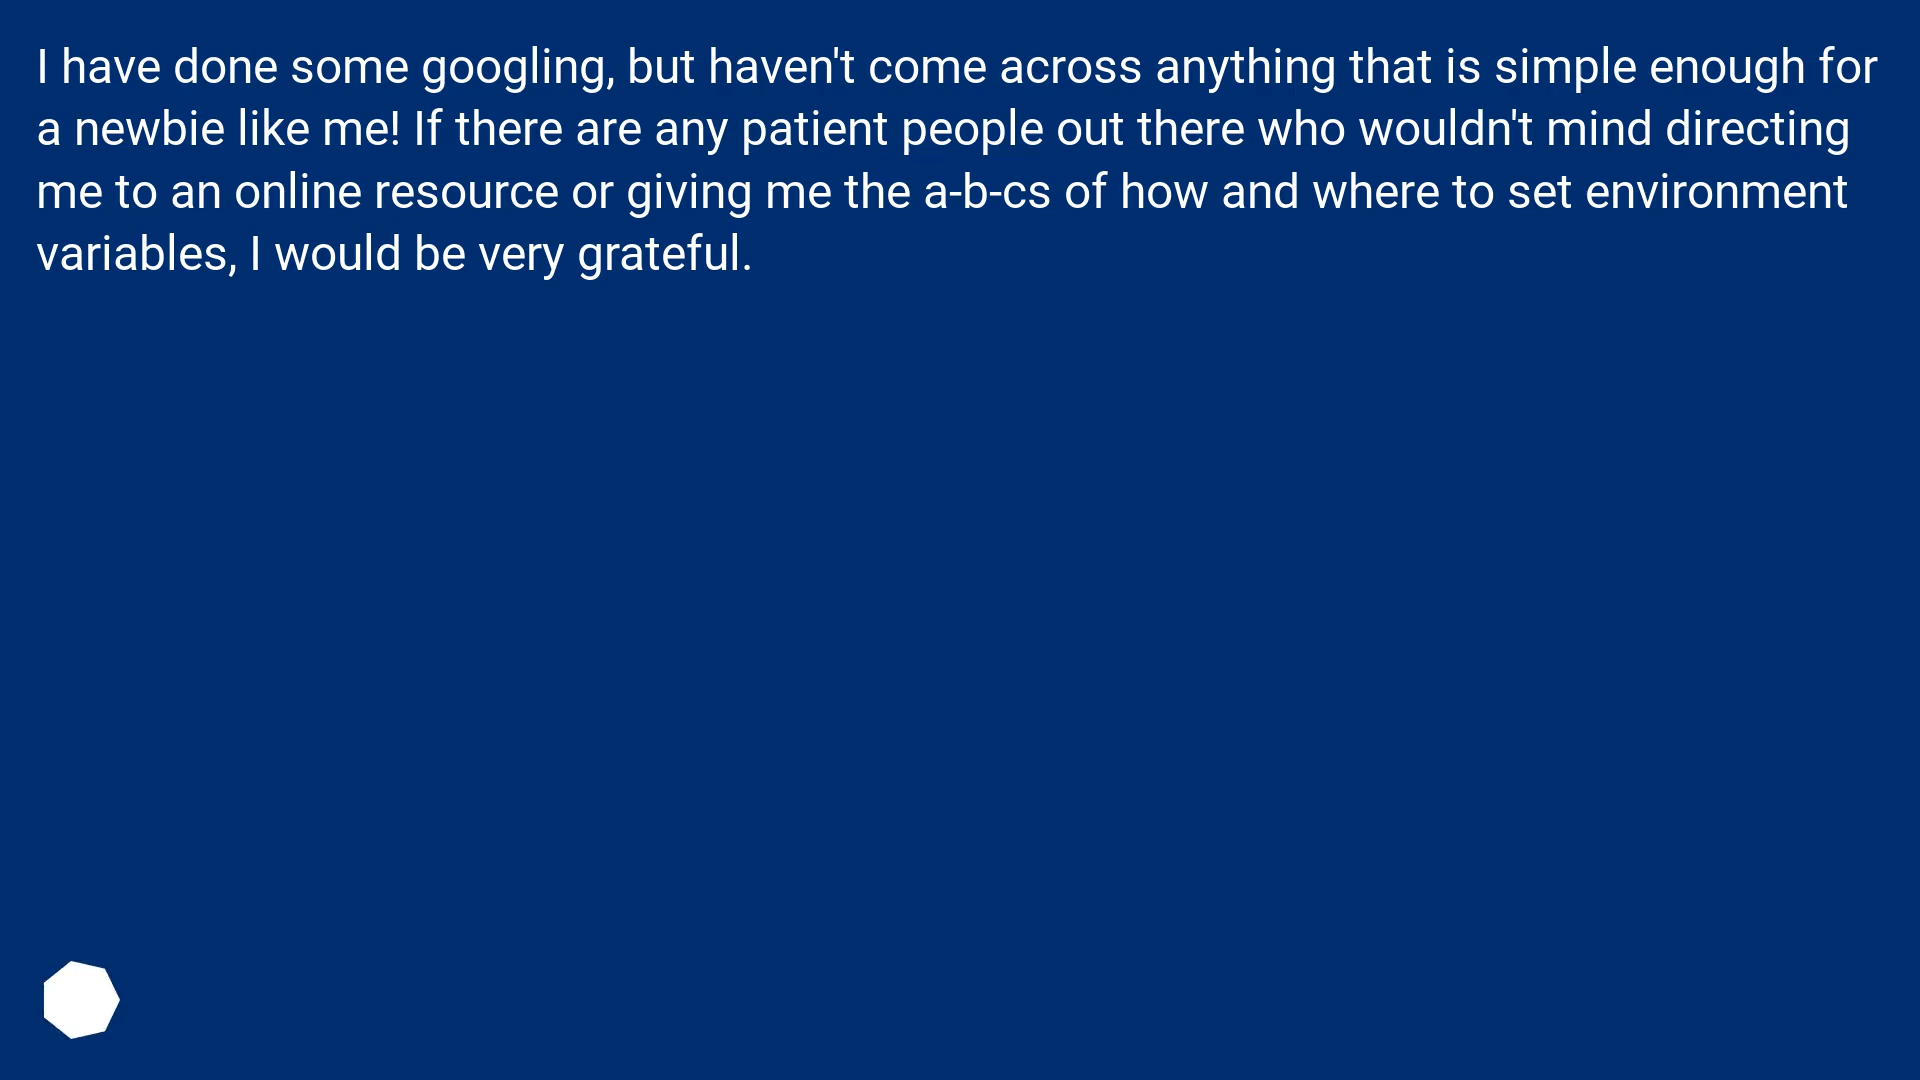 I have done some googling, but haven't come across anything that is simple enough for
a newbie like me! If there are any patient people out there who wouldn't mind directing
me to an online resource or giving me the a-b-cs of how and where to set environment
variables, I would be very grateful.